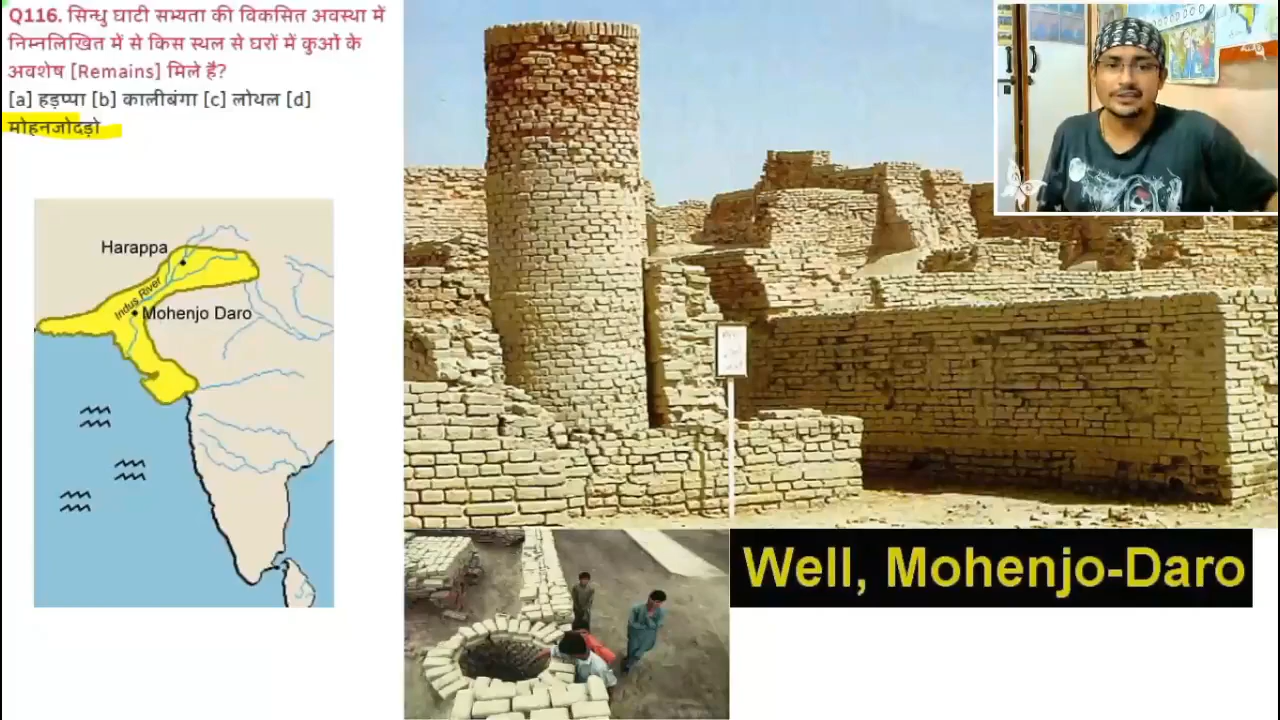 Q116. सिन्धु घाटी सभ्यता की विकसित अवस्था में
निम्नलिखित में से किस स्थल से घरों में कुओं के
अवशेष [Remains] मिले है?
[a] हड़प्पा [b] कालीबंगा [c] लोथल [d]
मोहनजोदड़ो
Harappa
Indus River
Mohenjo Daro
Well, Mohenjo-Daro